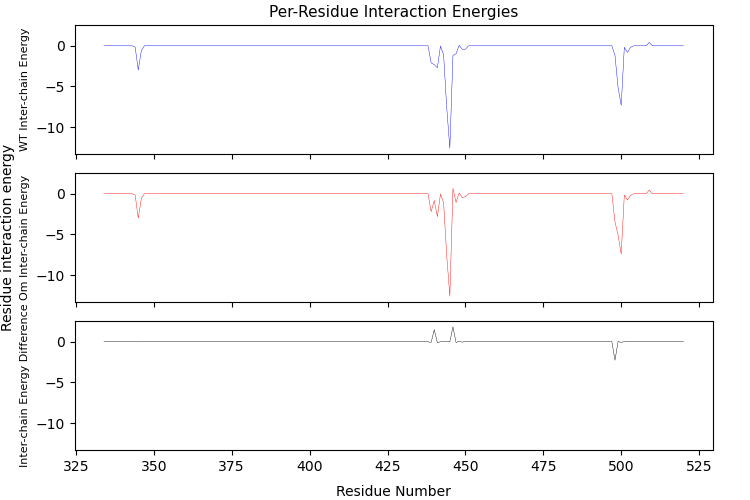 Per-Residue Interaction Energies
Residue interaction energy
WT Inter-chain Energy
0
−5
−10
Om Inter-chain Energy
0
−5
−10
Inter-chain Energy Difference
0
−5
−10
325 350 375 400 425 450 475 500 525
Residue Number